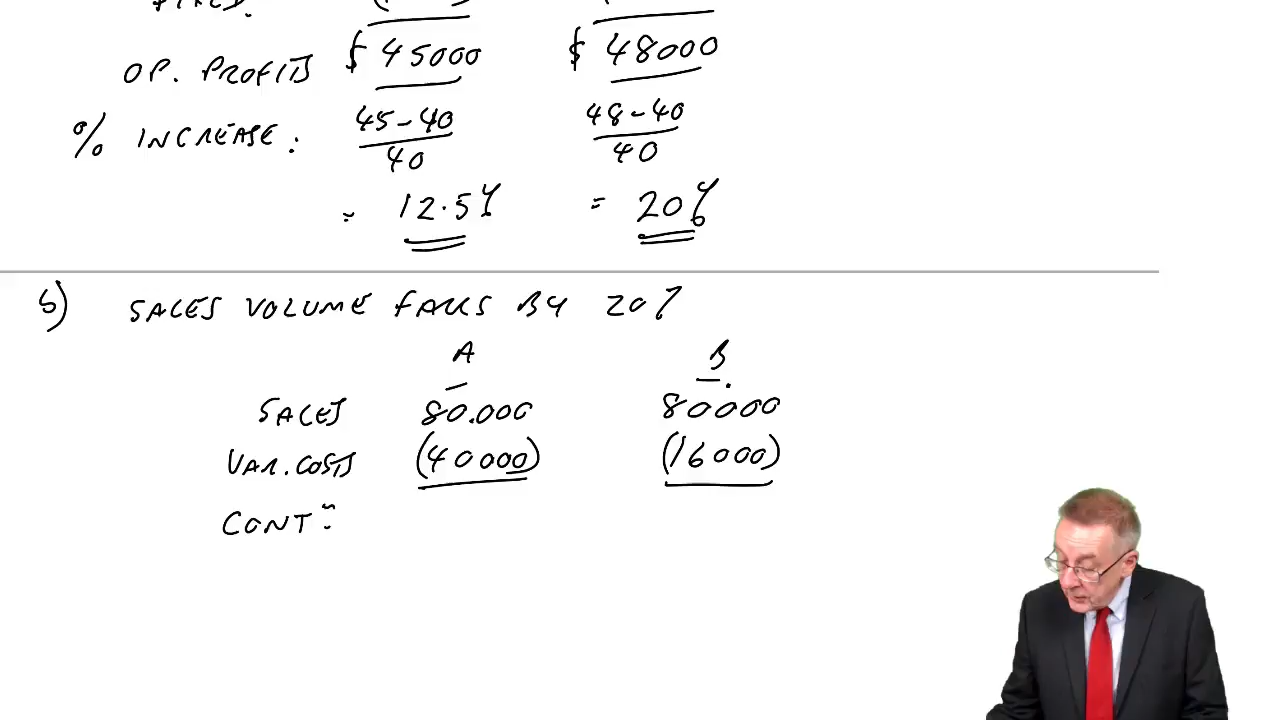 OP. PROFITS $ 45000 $ 48000
% INCREASE: 45-40/40 48-40/40
= 12.5% = 20%
b) SALES VOLUME FALLS BY 20%
A B.
SALES 80.000 80000
VAR. COSTS (40000) (16000)
CONT: